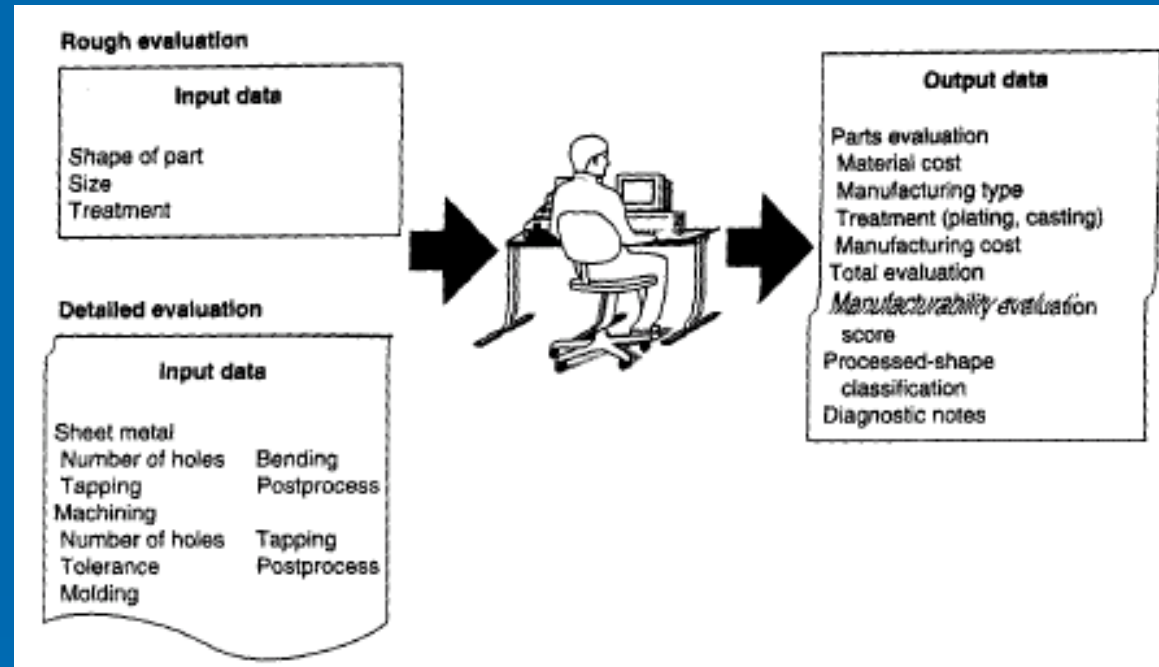 Rough evaluation
Input data
Shape of part
Size
Treatment
Detailed evaluation
Input data
Sheet metal
Number of holes Bending
Tapping Postprocess
Machining
Number of holes Tapping
Tolerance Postprocess
Molding
Output data
Parts evaluation
Material cost
Manufacturing type
Treatment (plating, casting)
Manufacturing cost
Total evaluation
Manufacturability evaluation
score
Processed-shape
classification
Diagnostic notes